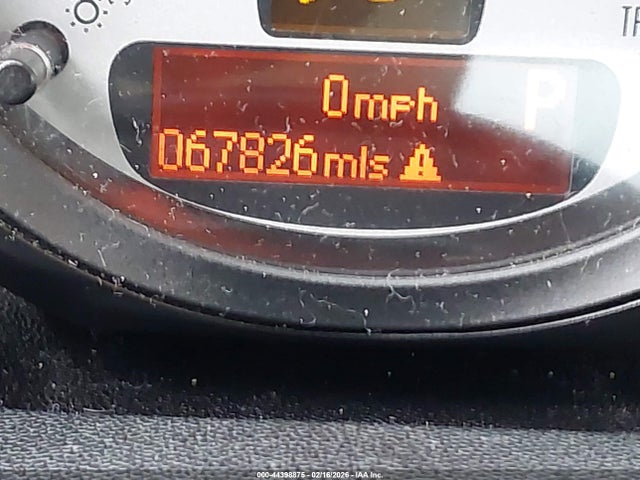 0mph
P
067826mls
000-44398875 - 02/16/2026 - IAA Inc.